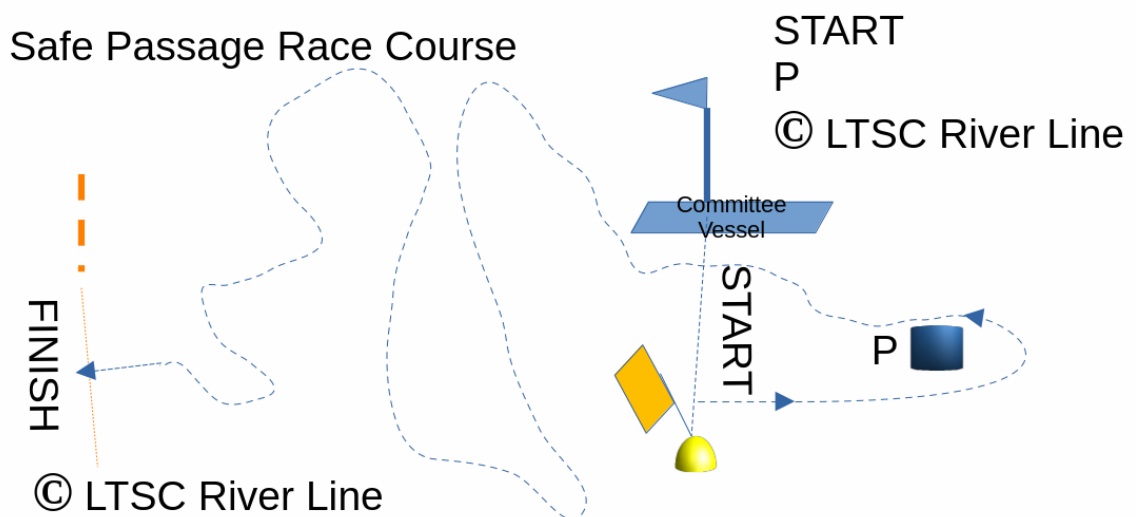 Safe Passage Race Course
START
P
© LTSC River Line
Committee
Vessel
START
P
FINISH
© LTSC River Line